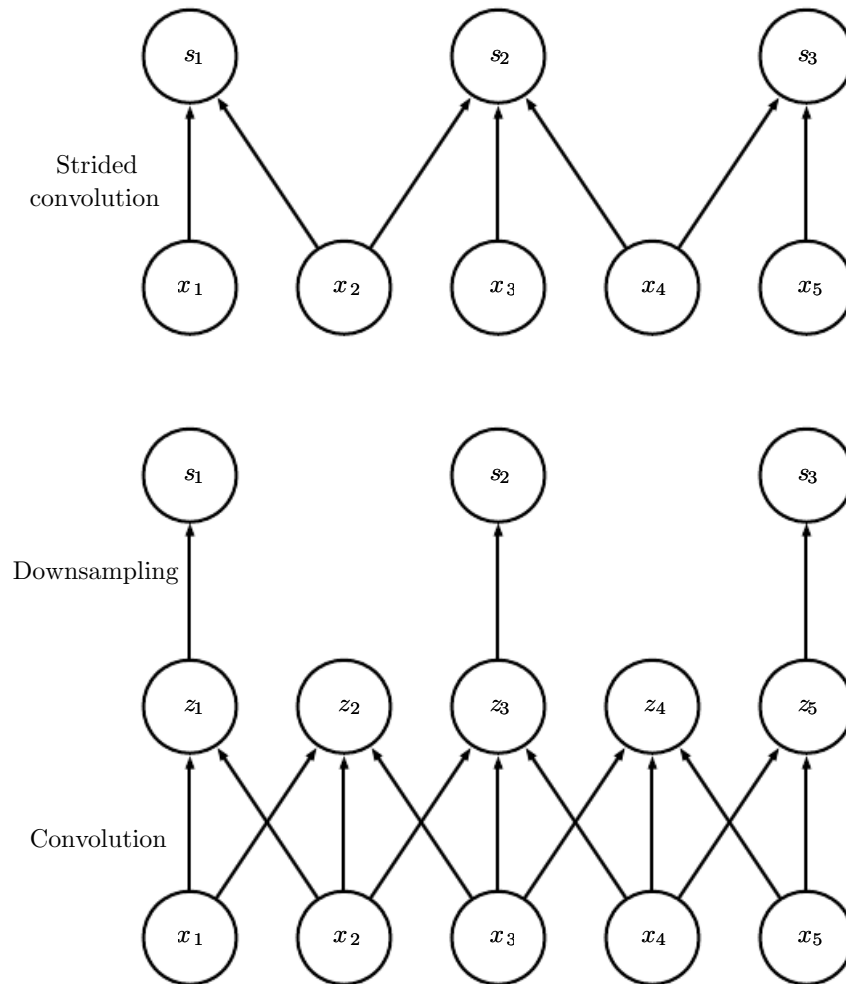 s₁ s₂ s₃
Strided
convolution
x₁ x₂ x₃ x₄ x₅
s₁ s₂ s₃
Downsampling
z₁ z₂ z₃ z₄ z₅
Convolution
x₁ x₂ x₃ x₄ x₅